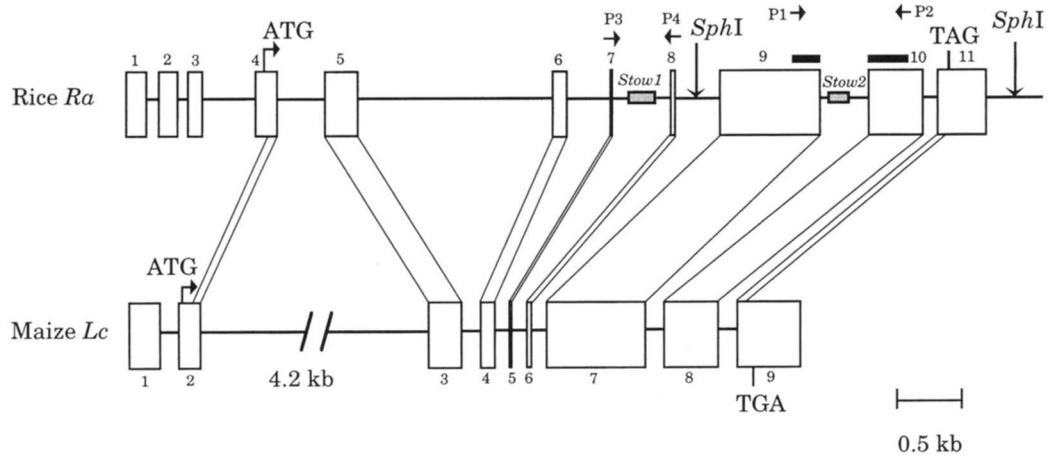 P1 P2
ATG P3 P4 SphI TAG SphI
1 2 3 4 5 6 7 8 9 10 11
Stow1 Stow2
Rice Ra
ATG
Maize Lc
4.2 kb
1 2 3 4 5 6 7 8 9
TGA
0.5 kb